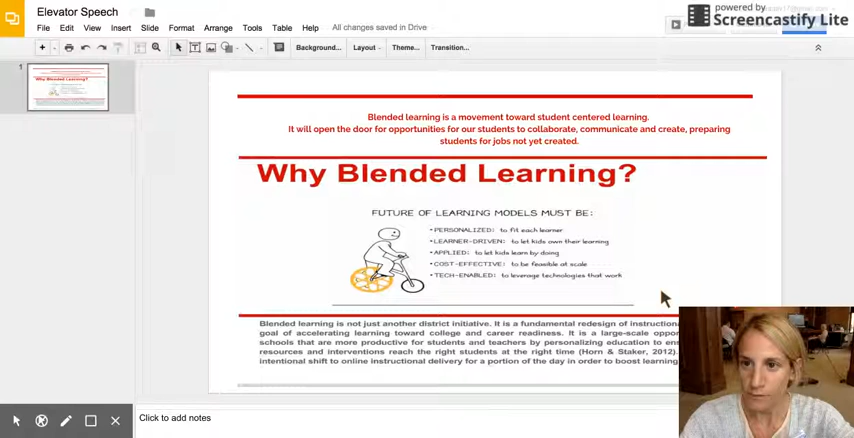 powered by
Screencastify Lite
Elevator Speech
File Edit View Insert Slide Format Arrange Tools Table Help All changes saved in Drive
Background... Layout Theme... Transition...
1
Blended learning is a movement toward student centered learning.
It will open the door for opportunities for our students to collaborate, communicate and create, preparing
students for jobs not yet created.
Why Blended Learning?
FUTURE OF LEARNING MODELS MUST BE:
• PERSONALIZED: to fit each learner
• LEARNER-DRIVEN: to let kids own their learning
• APPLIED: to let kids learn by doing
• COST-EFFECTIVE: to be feasible at scale
• TECH-ENABLED: to leverage technologies that work
Blended learning is not just another district initiative. It is a fundamental redesign of instructiona
goal of accelerating learning toward college and career readiness. It is a large-scale oppor
schools that are more productive for students and teachers by personalizing education to ens
resources and interventions reach the right students at the right time (Horn & Staker, 2012).
intentional shift to online instructional delivery for a portion of the day in order to boost learning
Click to add notes